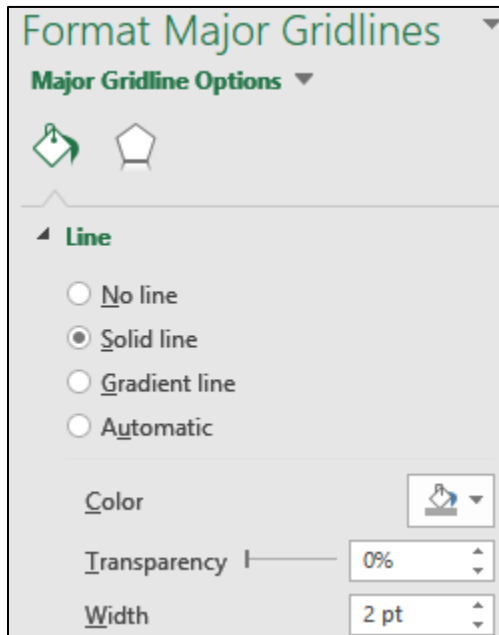 Format Major Gridlines
Major Gridline Options
Line
No line
Solid line
Gradient line
Automatic
Color
Transparency 0%
Width 2 pt